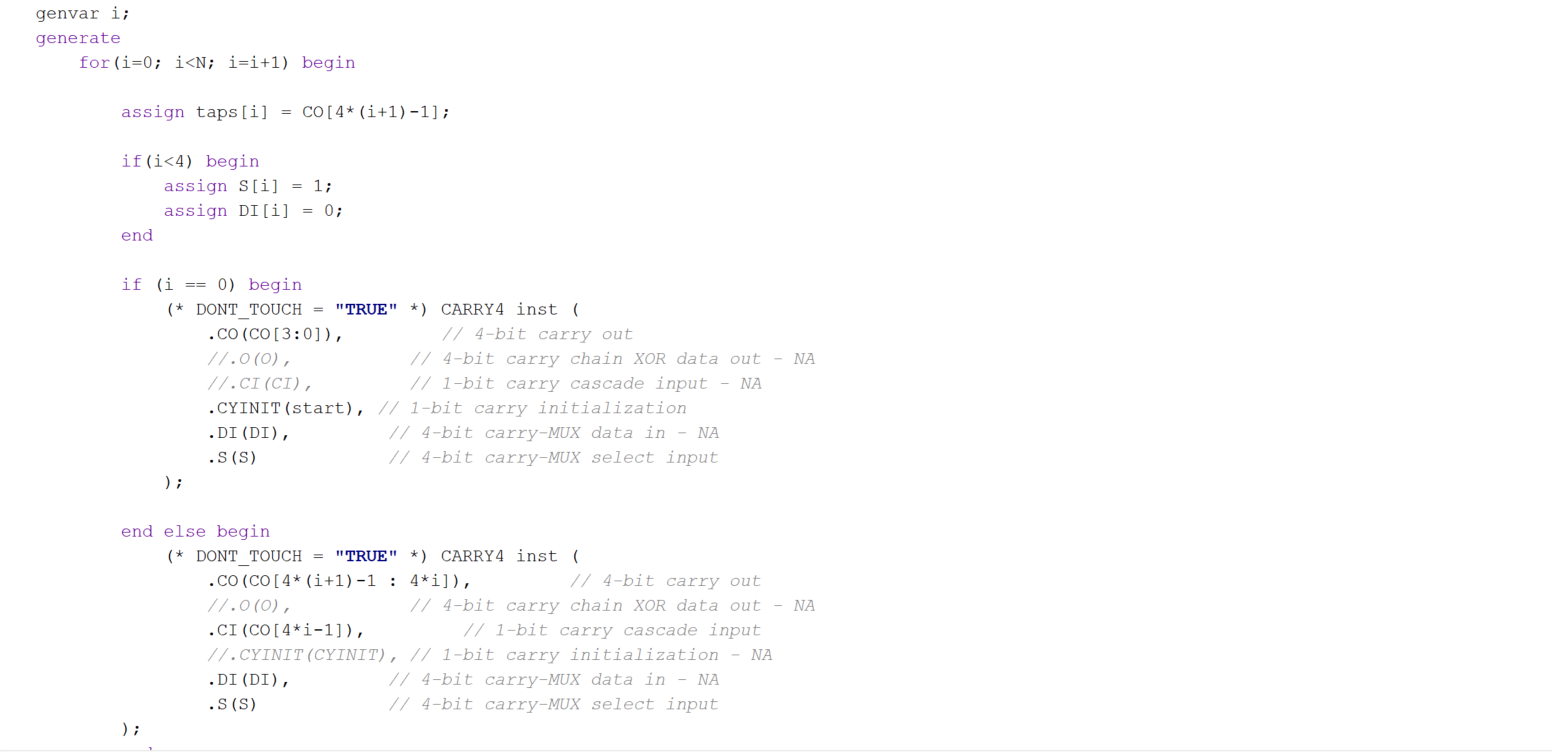 genvar i;
generate
for(i=0; i<N; i=i+1) begin
assign taps[i] = CO[4*(i+1)-1];
if(i<4) begin
assign S[i] = 1;
assign DI[i] = 0;
end
if (i == 0) begin
(* DONT_TOUCH = "TRUE" *) CARRY4 inst (
.CO(CO[3:0]), // 4-bit carry out
//.O(O), // 4-bit carry chain XOR data out - NA
//.CI(CI), // 1-bit carry cascade input - NA
.CYINIT(start), // 1-bit carry initialization
.DI(DI), // 4-bit carry-MUX data in - NA
.S(S) // 4-bit carry-MUX select input
);
end else begin
(* DONT_TOUCH = "TRUE" *) CARRY4 inst (
.CO(CO[4*(i+1)-1 : 4*i]), // 4-bit carry out
//.O(O), // 4-bit carry chain XOR data out - NA
.CI(CO[4*i-1]), // 1-bit carry cascade input
//.CYINIT(CYINIT), // 1-bit carry initialization - NA
.DI(DI), // 4-bit carry-MUX data in - NA
.S(S) // 4-bit carry-MUX select input
);